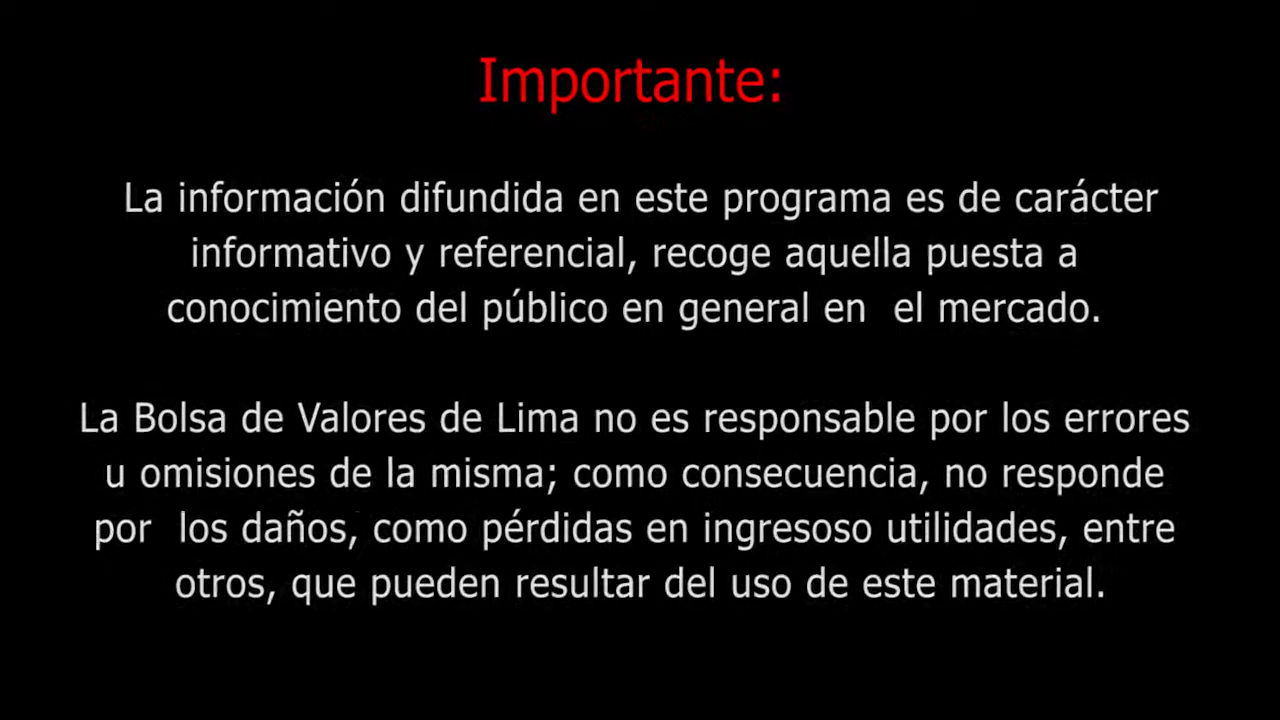 Importante:
La información difundida en este programa es de carácter
informativo y referencial, recoge aquella puesta a
conocimiento del público en general en  el mercado.
La Bolsa de Valores de Lima no es responsable por los errores
u omisiones de la misma; como consecuencia, no responde
por  los daños, como pérdidas en ingresoso utilidades, entre
otros, que pueden resultar del uso de este material.